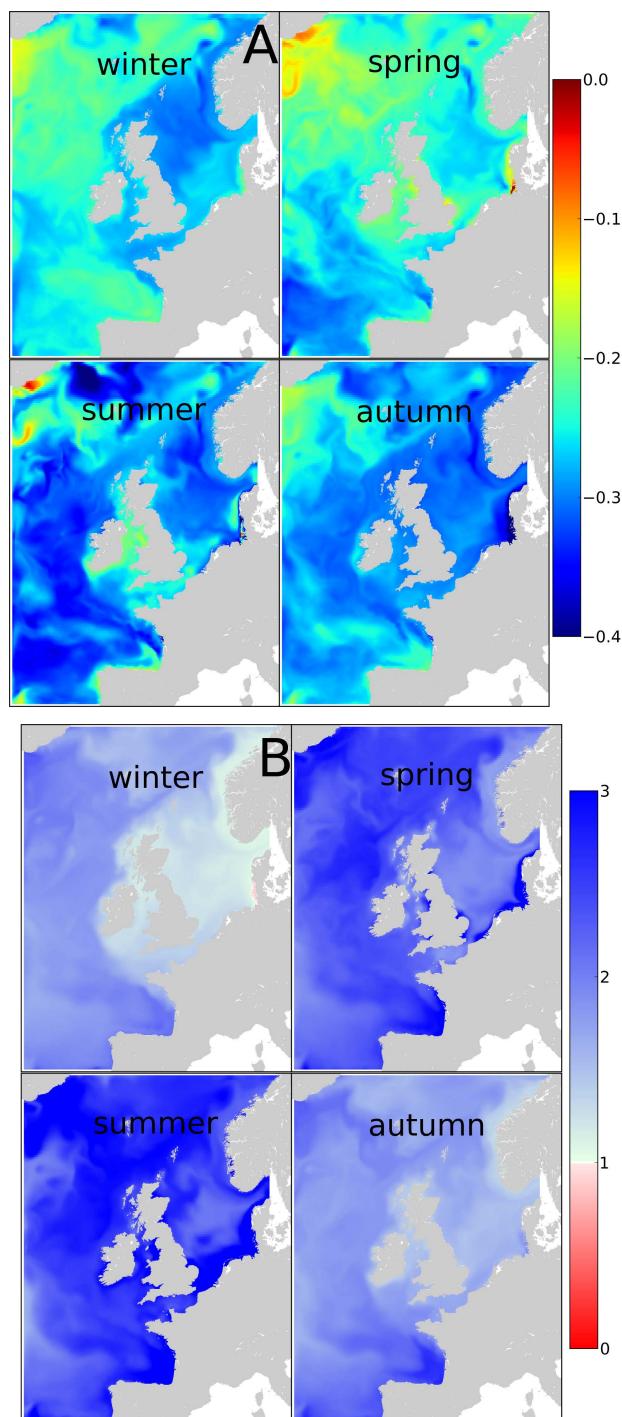 A
winter
spring
0.0
−0.1
−0.2
−0.3
−0.4
summer
autumn
B
winter
spring
3
2
1
0
summer
autumn